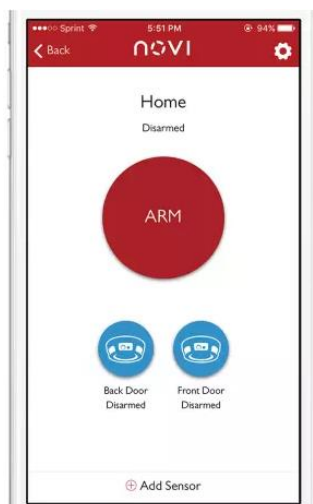 Sprint 5:51 PM 94%
Back novi
Home
Disarmed
ARM
Back Door Front Door
Disarmed Disarmed
Add Sensor